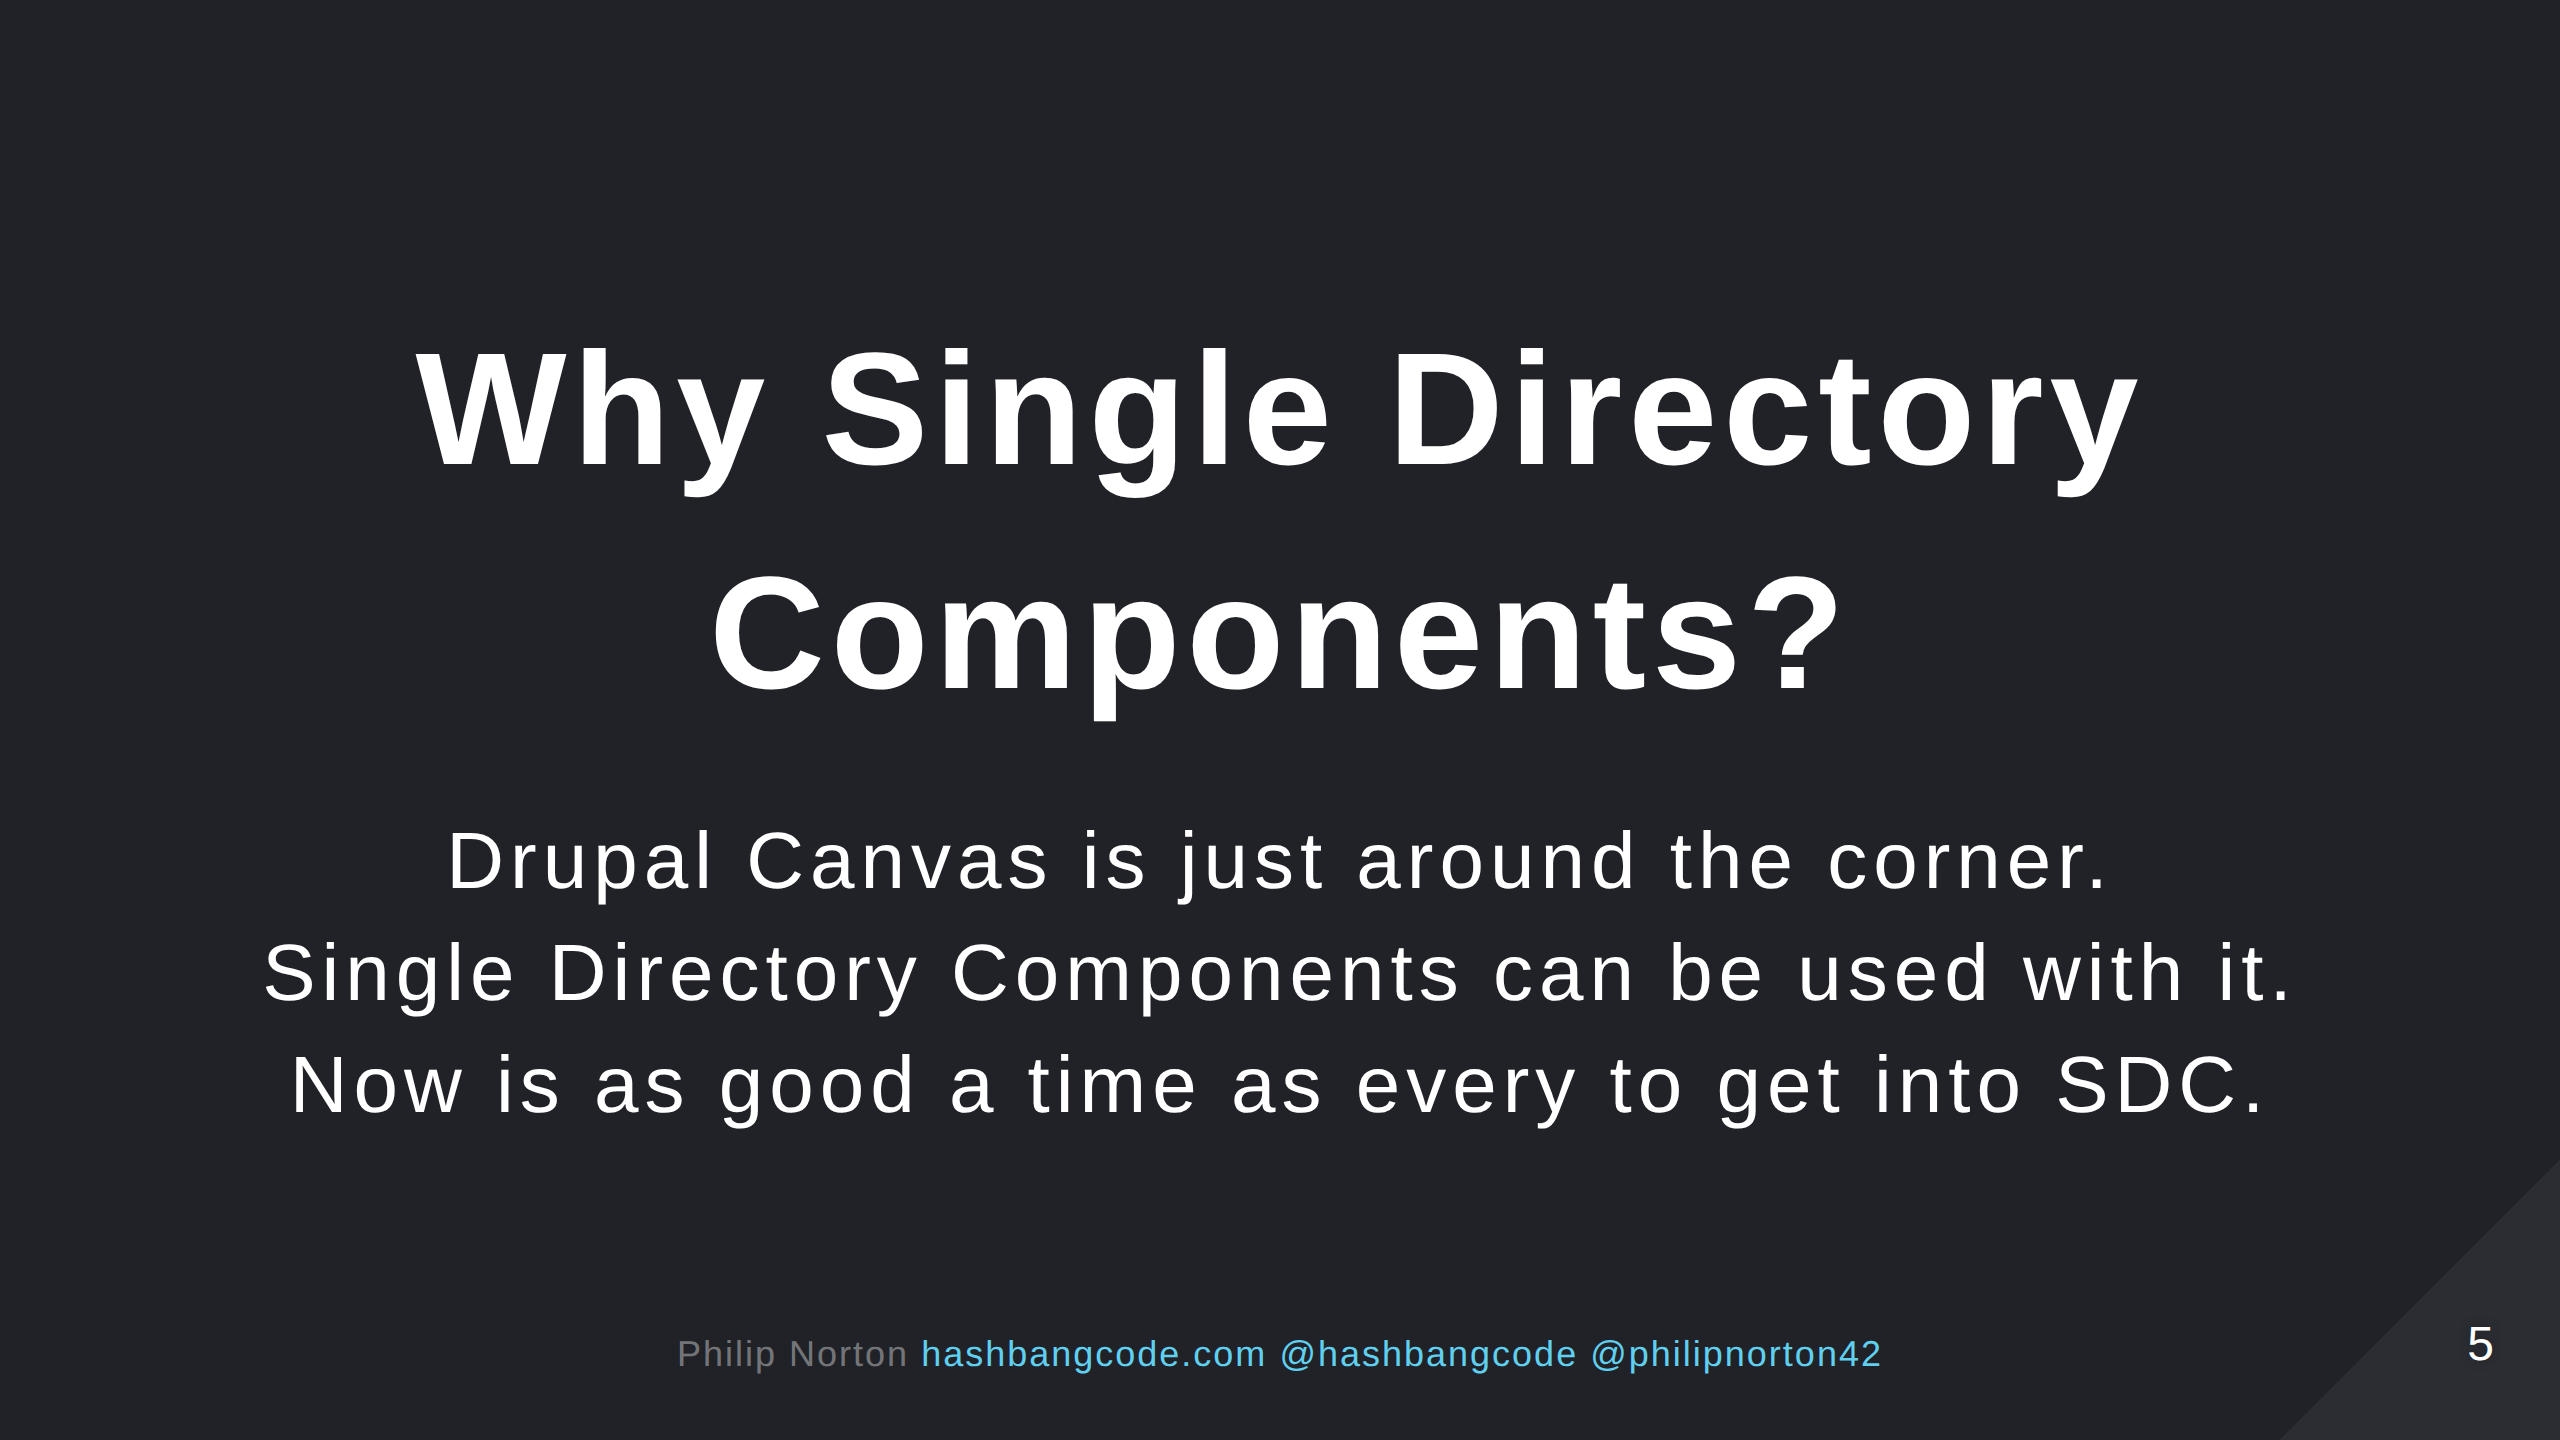 Why Single Directory
Components?
Drupal Canvas is just around the corner.
Single Directory Components can be used with it.
Now is as good a time as every to get into SDC.
Philip Norton hashbangcode.com @hashbangcode @philipnorton42
5